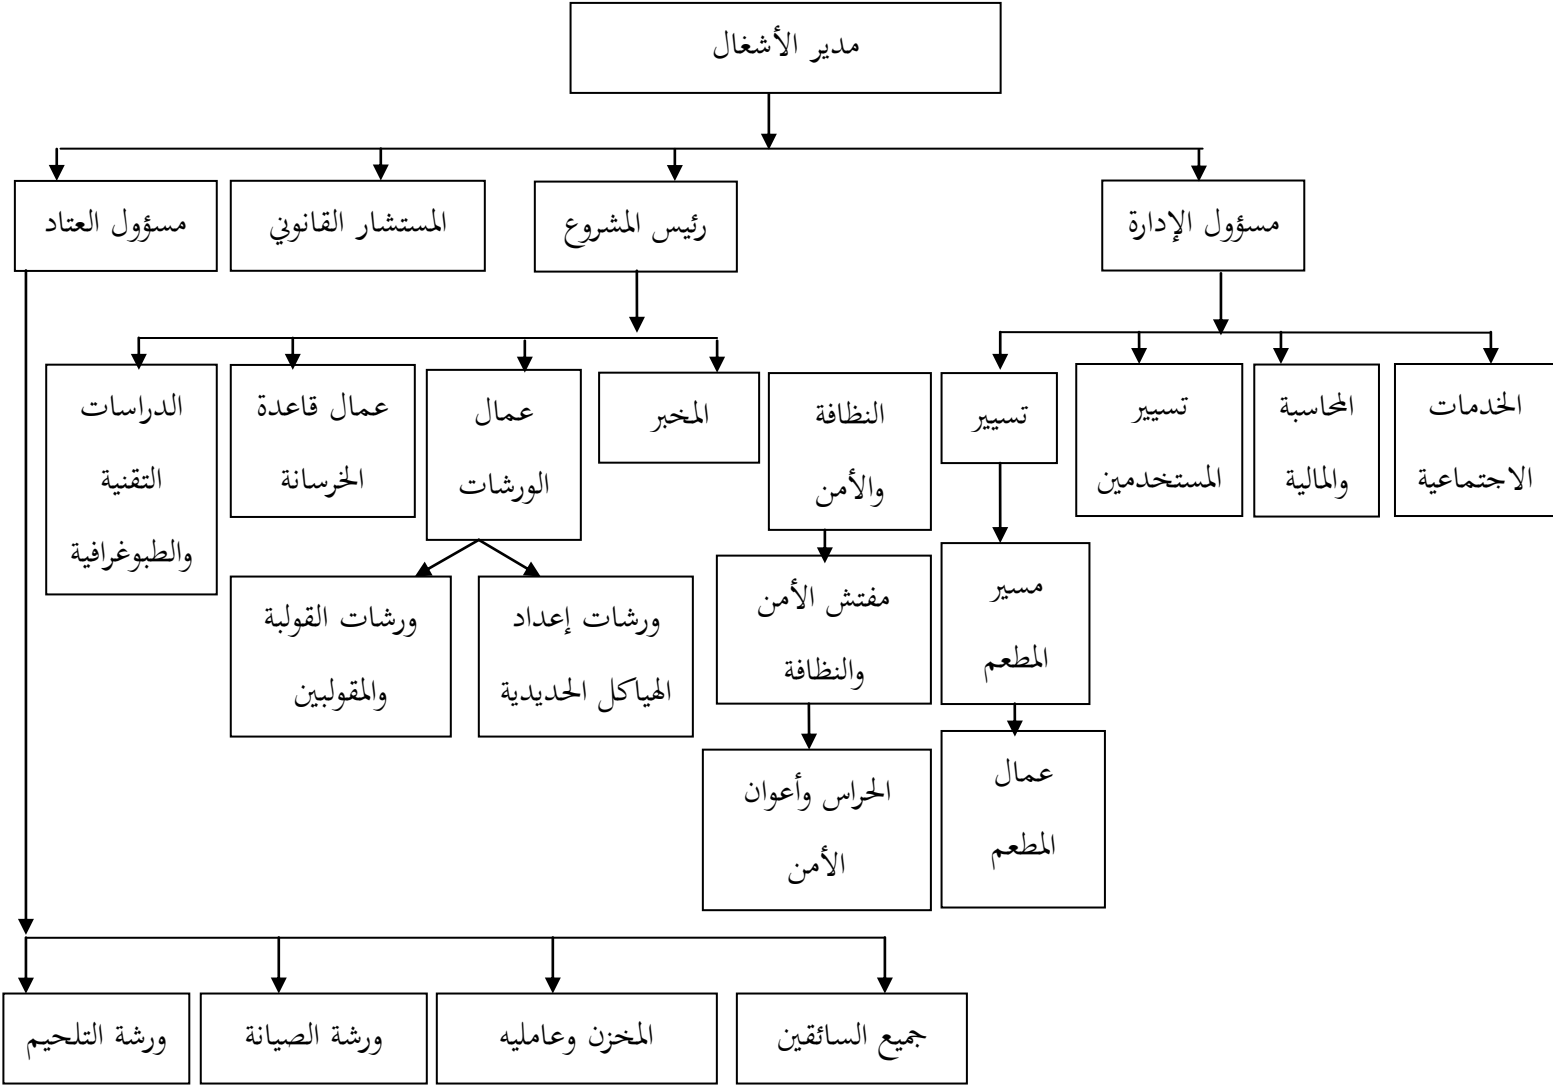 مدير الأشغال
مسؤول الإدارة
رئيس المشروع
المستشار القانوني
مسؤول العتاد
الخدمات
الاجتماعية
المحاسبة
والمالية
تسيير
المستخدمين
تسيير
النظافة
والأمن
المخبر
عمال
الورشات
عمال قاعدة
الخرسانة
الدراسات
التقنية
والطبوغرافية
مسير
المطعم
مفتش الأمن
والنظافة
ورشات إعداد
الهياكل الحديدية
ورشات القولبة
والمقولبين
عمال
المطعم
الحراس وأعوان
الأمن
جميع السائقين
المخزن وعامليه
ورشة الصيانة
ورشة التلحيم